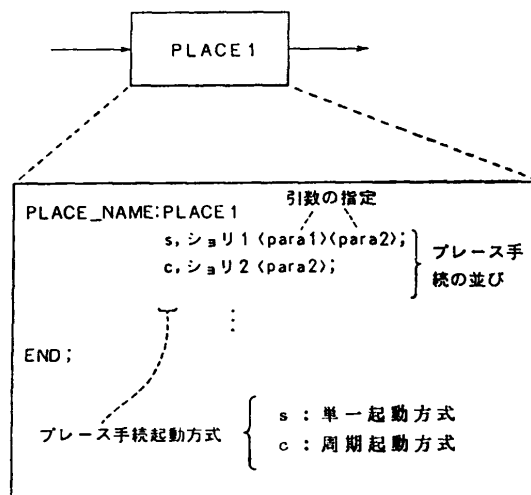 PLACE1
引数の指定
PLACE_NAME:PLACE1
s,ショリ1〈para1〉〈para2〉;
c,ショリ2〈para2〉;
プレース手
続の並び
⋮
END;
プレース手続起動方式
s : 単一起動方式
c : 周期起動方式